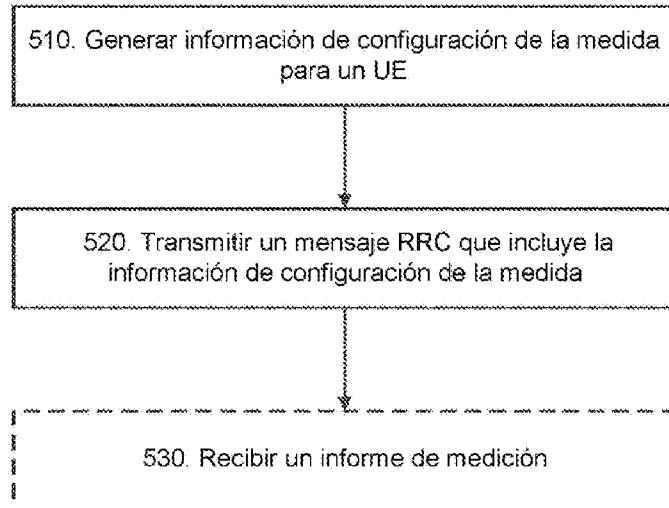 510. Generar información de configuración de la medida
para un UE
520. Transmitir un mensaje RRC que incluye la
información de configuración de la medida
530. Recibir un informe de medición